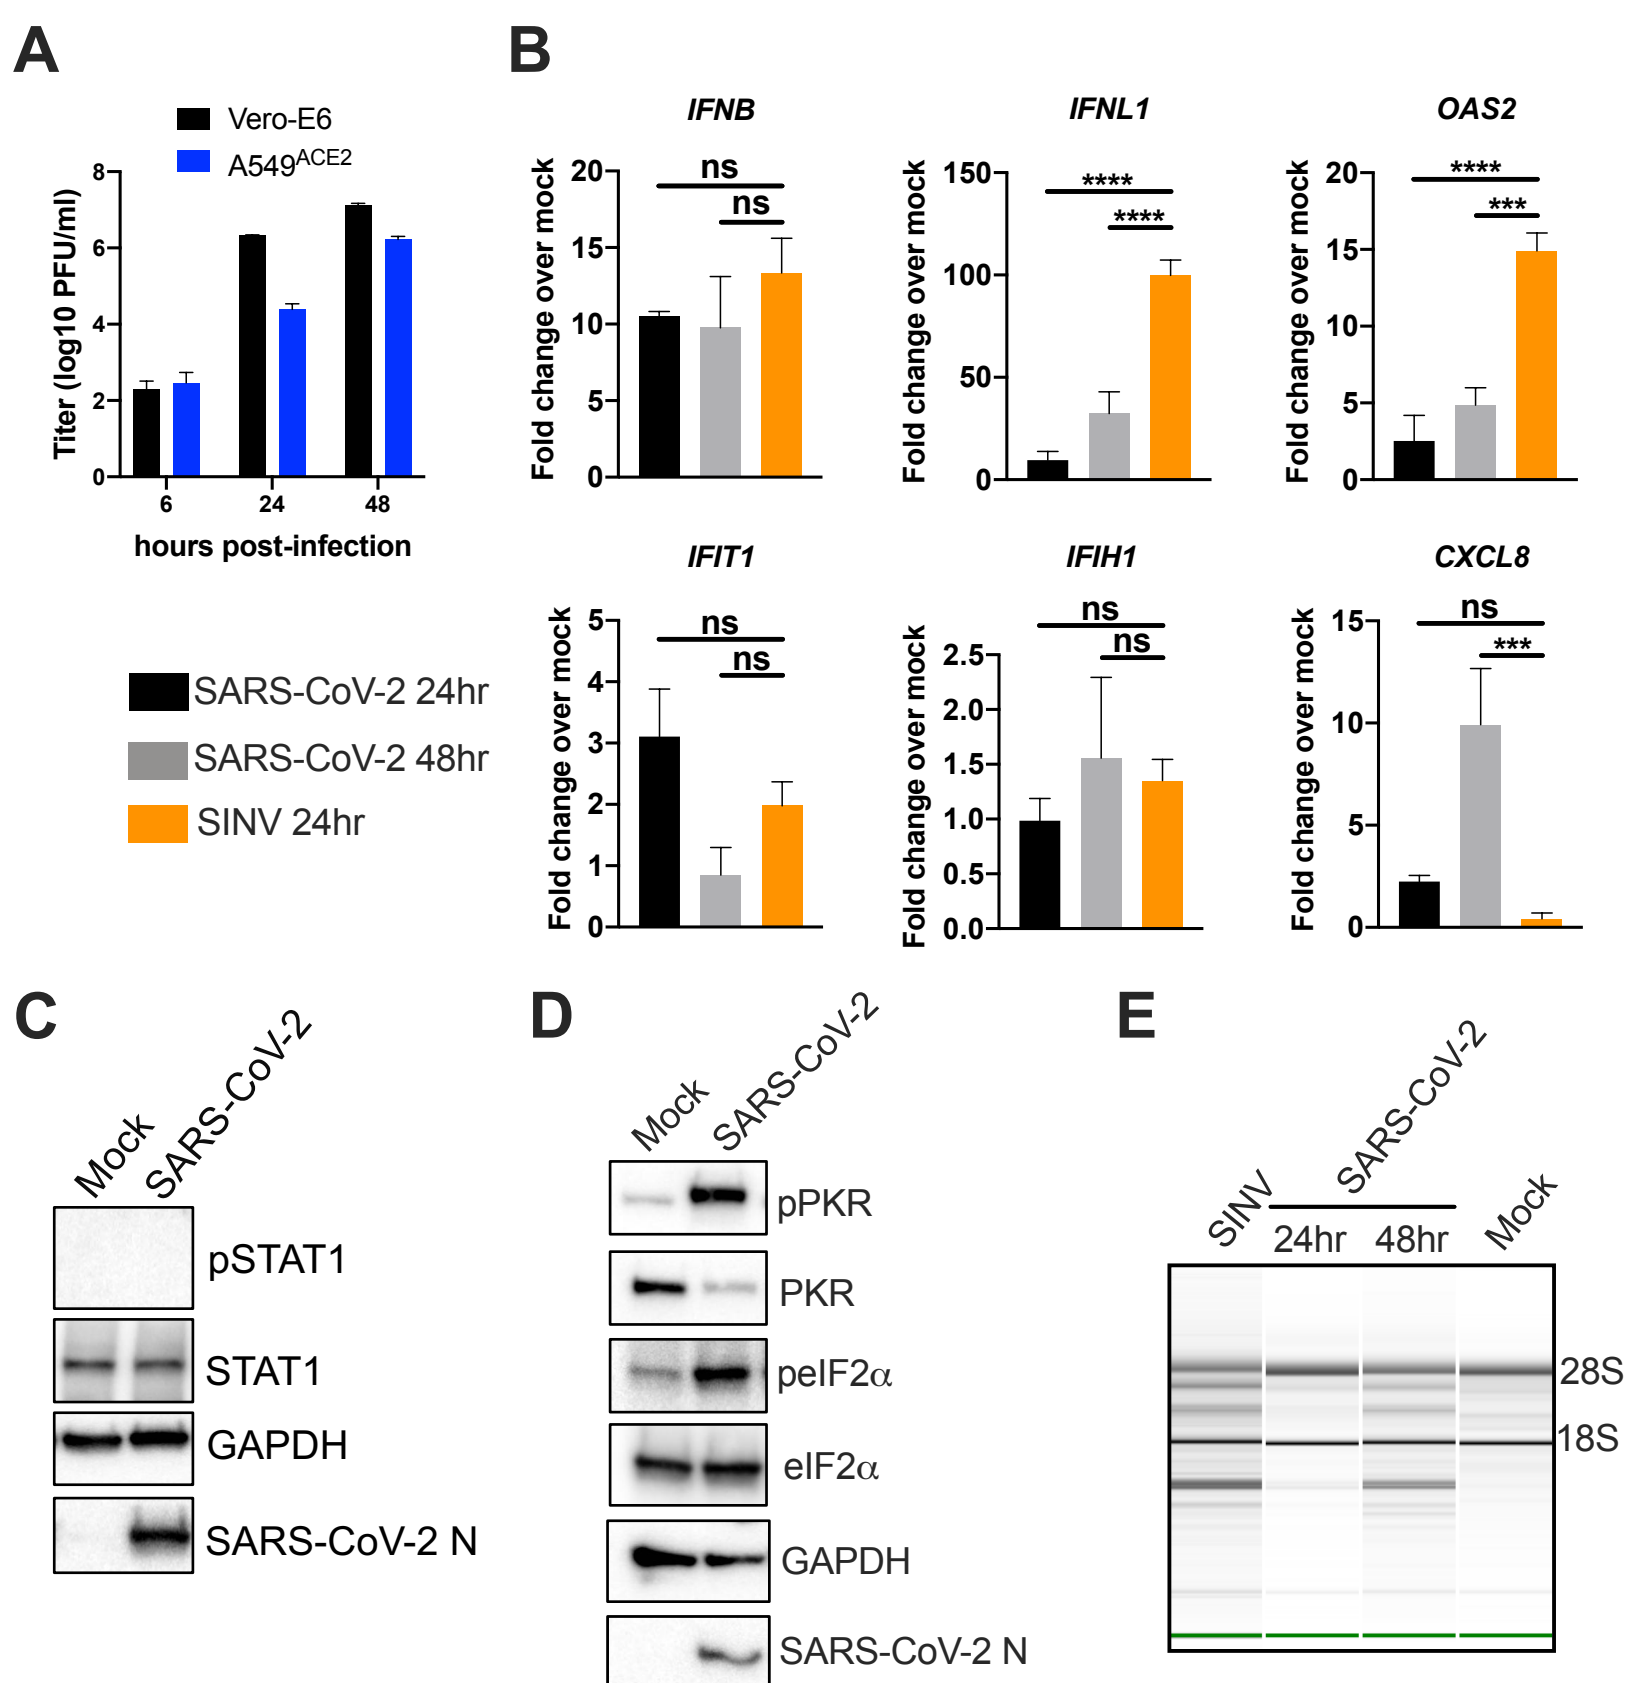 A
B
Vero-E6
A549ACE2
Titer (log10 PFU/ml)
8
6
4
2
0
6 24 48
hours post-infection
IFNB
Fold change over mock
20
15
10
5
0
ns
ns
IFNL1
Fold change over mock
150
100
50
0
****
****
OAS2
Fold change over mock
20
15
10
5
0
****
***
SARS-CoV-2 24hr
SARS-CoV-2 48hr
SINV 24hr
IFIT1
Fold change over mock
5
4
3
2
1
0
ns
ns
IFIH1
Fold change over mock
2.5
2.0
1.5
1.0
0.5
0.0
ns
ns
CXCL8
Fold change over mock
15
10
5
0
ns
***
C
Mock
SARS-CoV-2
pSTAT1
STAT1
GAPDH
SARS-CoV-2 N
D
Mock
SARS-CoV-2
pPKR
PKR
peIF2α
eIF2α
GAPDH
SARS-CoV-2 N
E
SINV
SARS-CoV-2
24hr 48hr
Mock
28S
18S